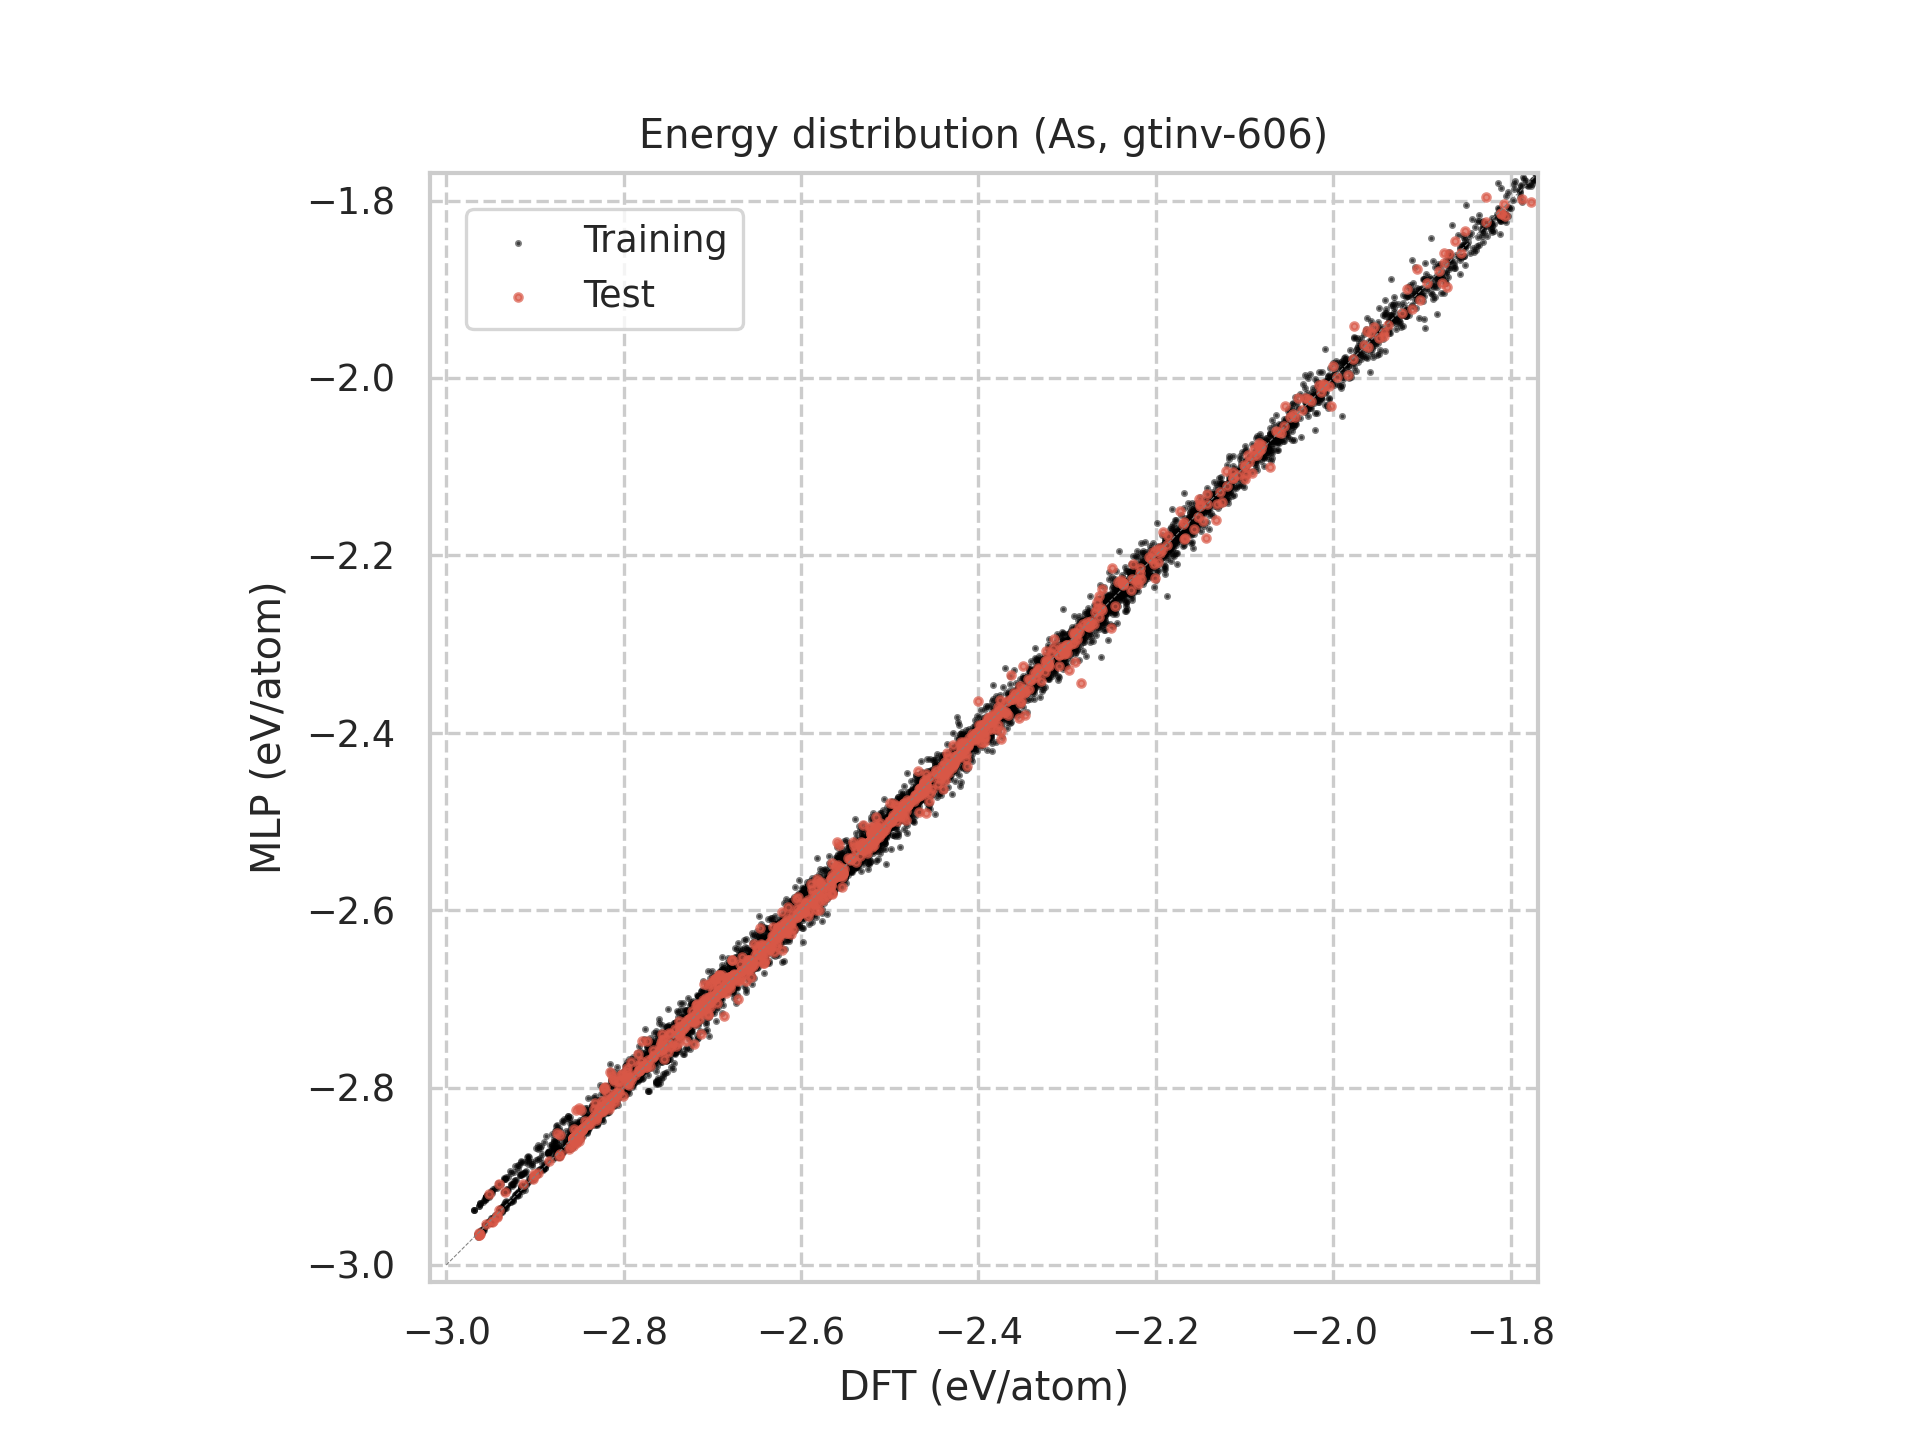 Energy distribution (As, gtinv-606)
Training
Test
MLP (eV/atom)
−1.8
−2.0
−2.2
−2.4
−2.6
−2.8
−3.0
−3.0 −2.8 −2.6 −2.4 −2.2 −2.0 −1.8
DFT (eV/atom)